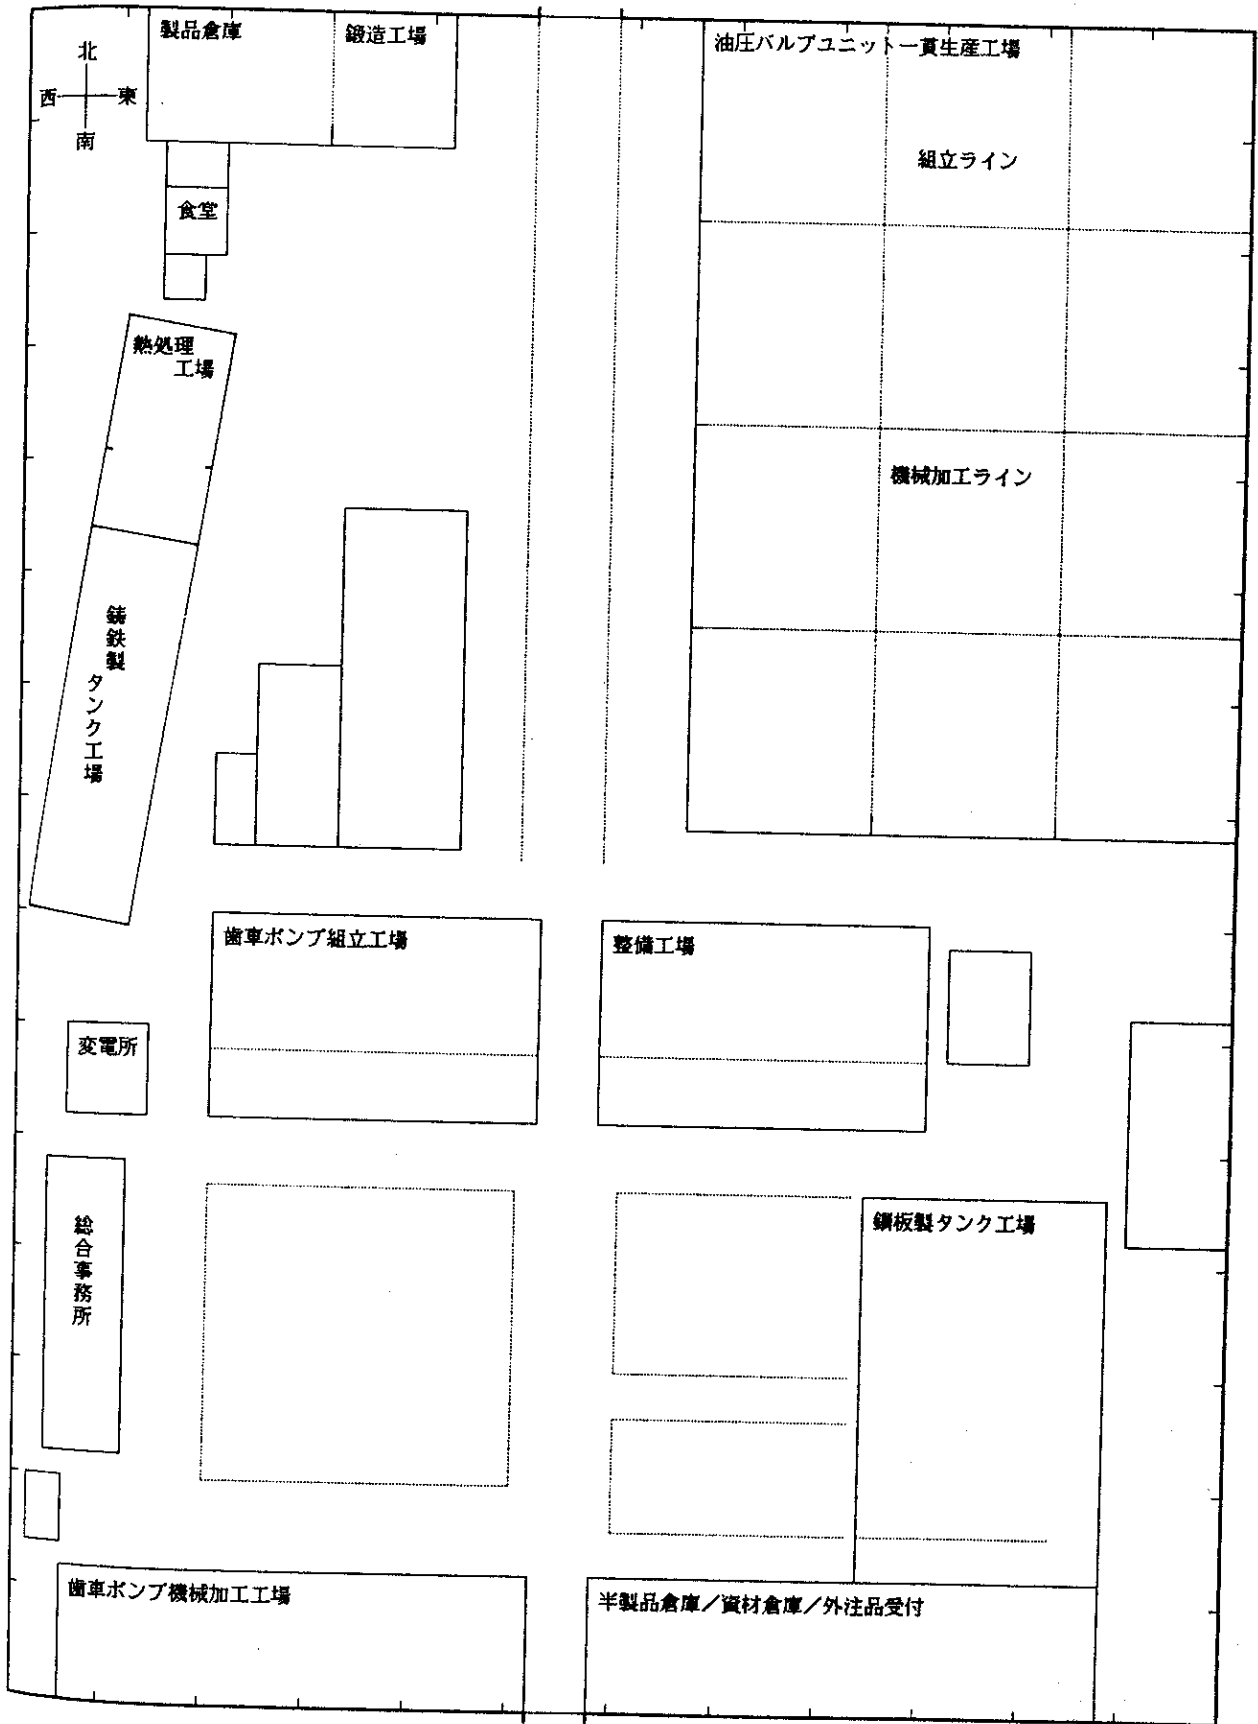 北
西
東
南
製品倉庫
鍛造工場
油圧バルブユニット一貫生産工場
組立ライン
食堂
熱処理
工場
機械加工ライン
鋳鉄製
タンク工場
歯車ポンプ組立工場
整備工場
変電所
総合事務所
鋼板製タンク工場
歯車ポンプ機械加工工場
半製品倉庫/資材倉庫/外注品受付